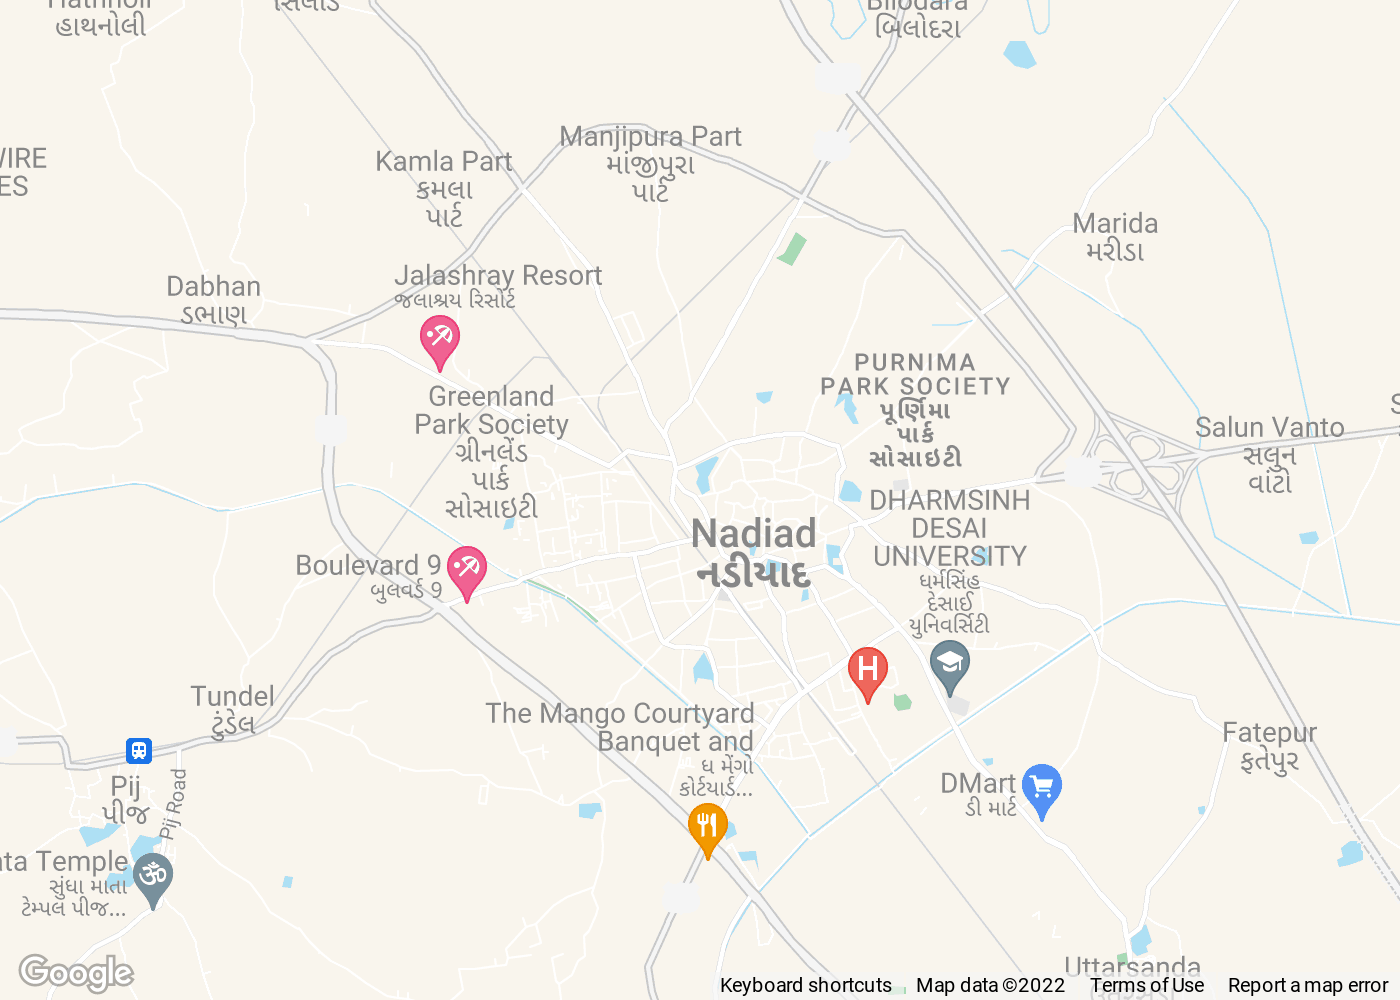 હાથનોલી
સિલોડ
Bilodara
બિલોદરા
WIRE
ES
Manjipura Part
માંજીપુરા
પાર્ટ
Kamla Part
કમલા
પાર્ટ
Marida
મરીડા
Dabhan
ડભાણ
Jalashray Resort
જલાશ્રય રિસોર્ટ
PURNIMA
PARK SOCIETY
પૂર્ણિમા
પાર્ક
સોસાઇટી
Greenland
Park Society
ગ્રીનલેંડ
પાર્ક
સોસાઇટી
Salun Vanto
સલુન
વાંટો
DHARMSINH
DESAI
UNIVERSITY
ધર્મસિંહ
દેસાઈ
યુનિવર્સિટી
Nadiad
નડીયાદ
Boulevard 9
બુલવર્ડ 9
H
Tundel
ટુંડેલ
The Mango Courtyard
Banquet and
ધ મેંગો
કોર્ટયાર્ડ...
Fatepur
ફતેપુર
Pij
પીજ
Pij Road
DMart
ડી માર્ટ
ata Temple
સુંધા માતા
ટેમ્પલ પીજ...
ૐ
Uttarsanda
Google
Keyboard shortcuts
Map data ©2022
Terms of Use
Report a map error